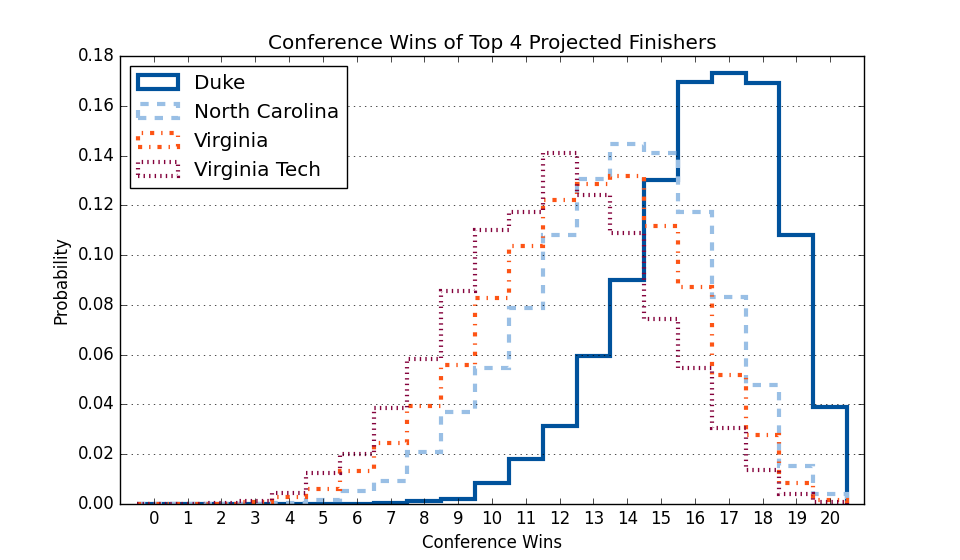 Conference Wins of Top 4 Projected Finishers
0.18
0.16
0.14
0.12
0.10
0.08
0.06
0.04
0.02
0.00
Probability
Duke
North Carolina
Virginia
Virginia Tech
0 1 2 3 4 5 6 7 8 9 10 11 12 13 14 15 16 17 18 19 20
Conference Wins